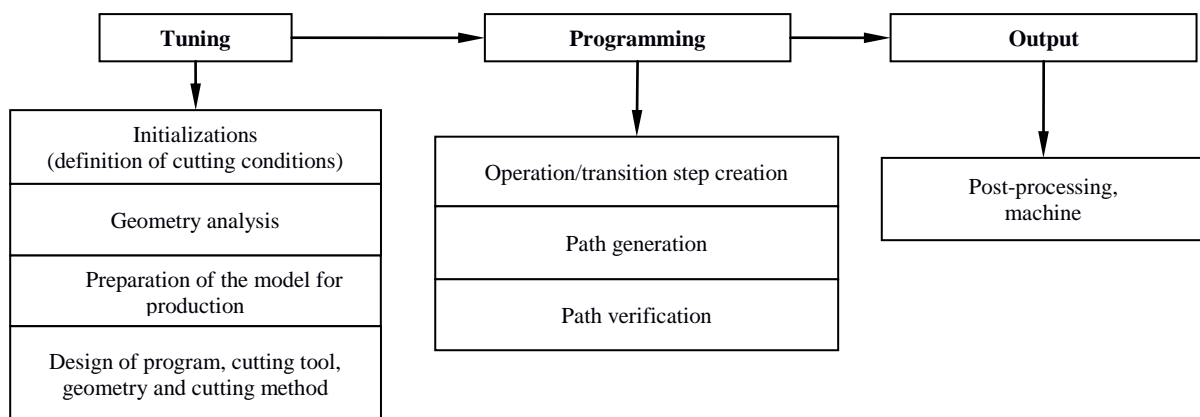 Tuning
Programming
Output
Initializations
(definition of cutting conditions)
Geometry analysis
Preparation of the model for
production
Design of program, cutting tool,
geometry and cutting method
Operation/transition step creation
Path generation
Path verification
Post-processing,
machine